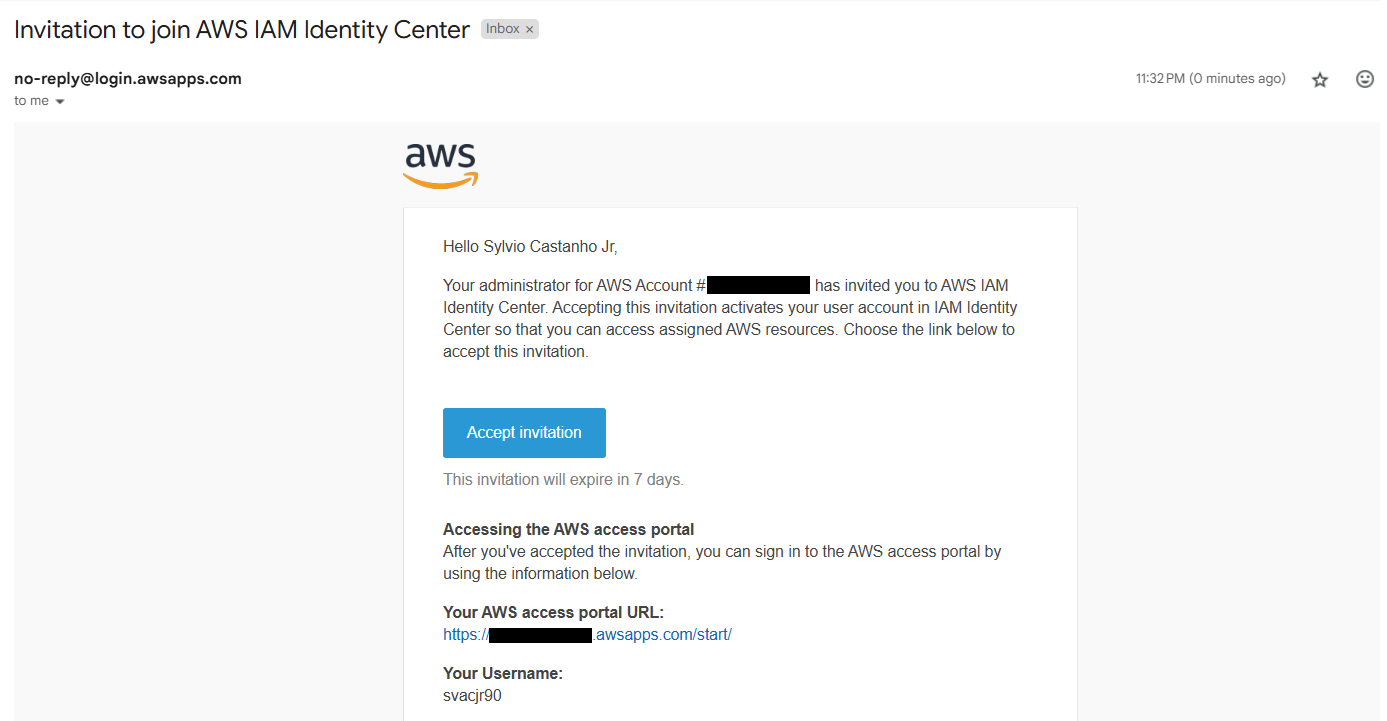 Invitation to join AWS IAM Identity Center Inbox ×
no-reply@login.awsapps.com 11:32 PM (0 minutes ago)
to me
aws
Hello Sylvio Castanho Jr,
Your administrator for AWS Account # has invited you to AWS IAM
Identity Center. Accepting this invitation activates your user account in IAM Identity
Center so that you can access assigned AWS resources. Choose the link below to
accept this invitation.
Accept invitation
This invitation will expire in 7 days.
Accessing the AWS access portal
After you've accepted the invitation, you can sign in to the AWS access portal by
using the information below.
Your AWS access portal URL:
https:// .awsapps.com/start/
Your Username:
svacjr90